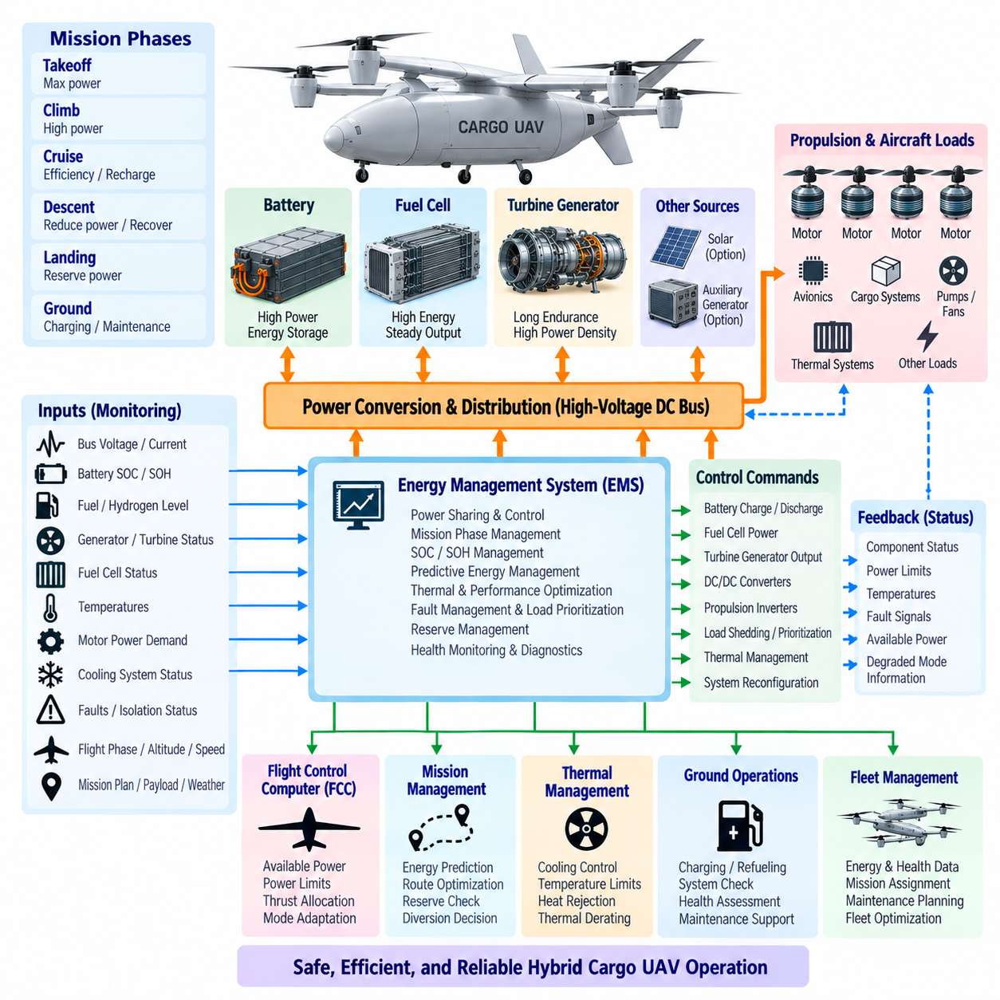 Mission Phases
Takeoff
Max power
Climb
High power
Cruise
Efficiency / Recharge
Descent
Reduce power / Recover
Landing
Reserve power
Ground
Charging / Maintenance
CARGO UAV
Battery
High Power
Energy Storage
Fuel Cell
High Energy
Steady Output
Turbine Generator
Long Endurance
High Power Density
Other Sources
Solar
(Option)
Auxiliary
Generator
(Option)
Propulsion & Aircraft Loads
Motor
Motor
Motor
Motor
Avionics
Cargo Systems
Pumps /
Fans
Thermal Systems
Other Loads
Power Conversion & Distribution (High-Voltage DC Bus)
Inputs (Monitoring)
Bus Voltage / Current
Battery SOC / SOH
Fuel / Hydrogen Level
Generator / Turbine Status
Fuel Cell Status
Temperatures
Motor Power Demand
Cooling System Status
Faults / Isolation Status
Flight Phase / Altitude / Speed
Mission Plan / Payload / Weather
Energy Management System (EMS)
Power Sharing & Control
Mission Phase Management
SOC / SOH Management
Predictive Energy Management
Thermal & Performance Optimization
Fault Management & Load Prioritization
Reserve Management
Health Monitoring & Diagnostics
Control Commands
Battery Charge / Discharge
Fuel Cell Power
Turbine Generator Output
DC/DC Converters
Propulsion Inverters
Load Shedding / Prioritization
Thermal Management
System Reconfiguration
Feedback (Status)
Component Status
Power Limits
Temperatures
Fault Signals
Available Power
Degraded Mode
Information
Flight Control
Computer (FCC)
Available Power
Power Limits
Thrust Allocation
Mode Adaptation
Mission
Management
Energy Prediction
Route Optimization
Reserve Check
Diversion Decision
Thermal
Management
Cooling Control
Temperature Limits
Heat Rejection
Thermal Derating
Ground Operations
Charging / Refueling
System Check
Health Assessment
Maintenance Support
Fleet Management
Energy & Health Data
Mission Assignment
Maintenance Planning
Fleet Optimization
Safe, Efficient, and Reliable Hybrid Cargo UAV Operation